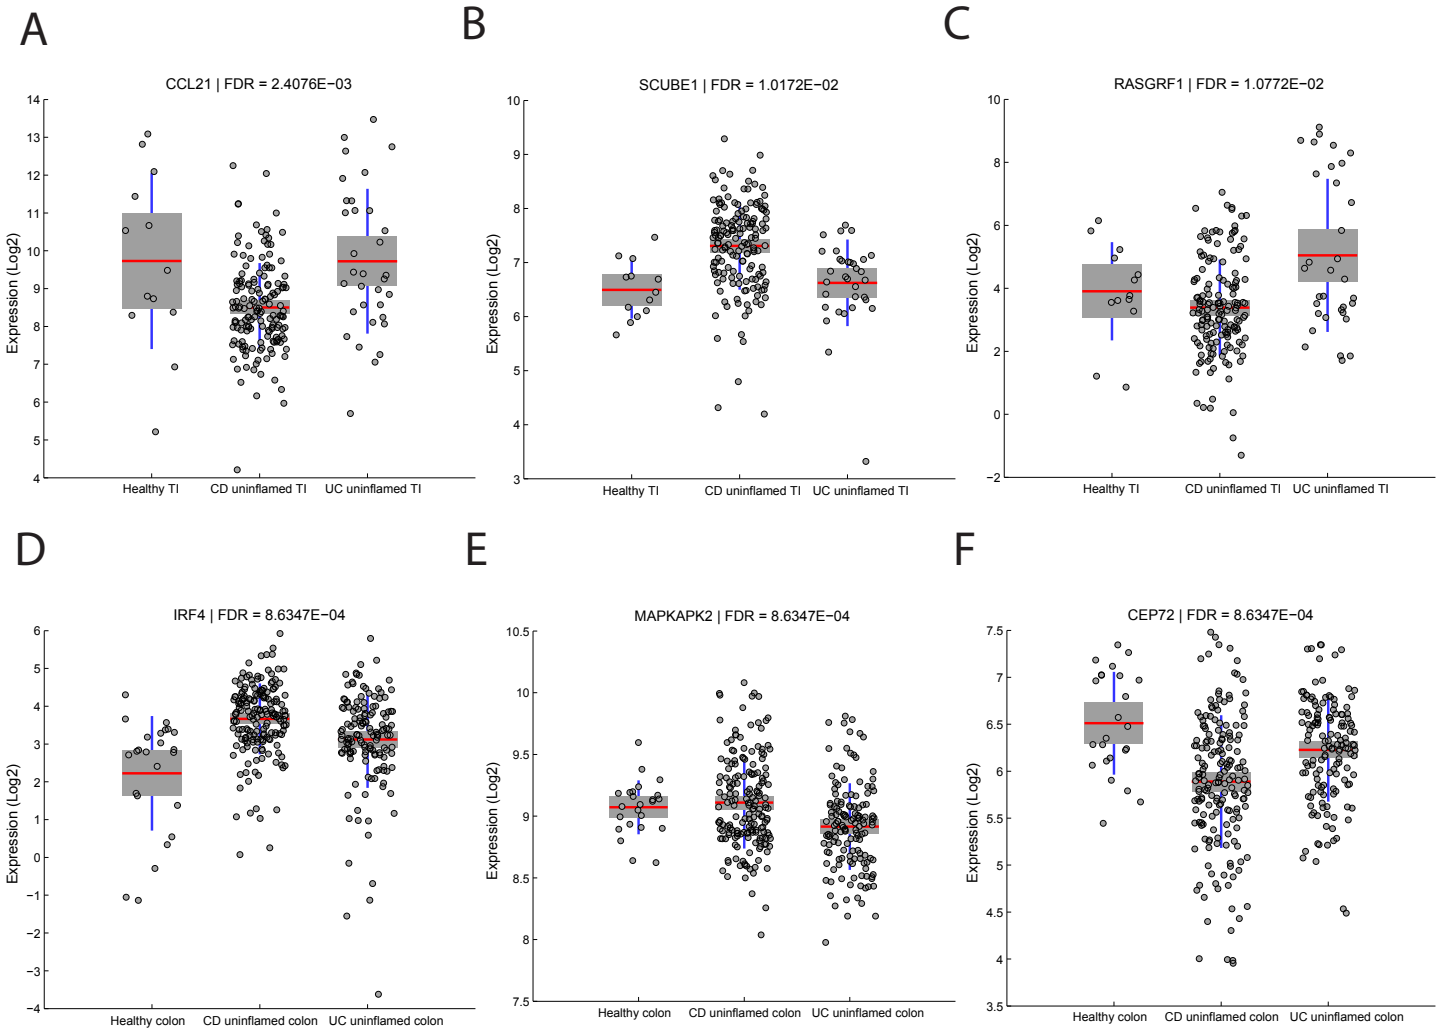 A
B
C
CCL21 | FDR = 2.4076E−03
SCUBE1 | FDR = 1.0172E−02
RASGRF1 | FDR = 1.0772E−02
Expression (Log2)
14
13
12
11
10
9
8
7
6
5
4
Healthy TI
CD uninflamed TI
UC uninflamed TI
Expression (Log2)
10
9
8
7
6
5
4
3
Healthy TI
CD uninflamed TI
UC uninflamed TI
Expression (Log2)
10
8
6
4
2
0
−2
Healthy TI
CD uninflamed TI
UC uninflamed TI
D
E
F
IRF4 | FDR = 8.6347E−04
MAPKAPK2 | FDR = 8.6347E−04
CEP72 | FDR = 8.6347E−04
Expression (Log2)
6
5
4
3
2
1
0
−1
−2
−3
−4
Healthy colon
CD uninflamed colon
UC uninflamed colon
Expression (Log2)
10.5
10
9.5
9
8.5
8
7.5
Healthy colon
CD uninflamed colon
UC uninflamed colon
Expression (Log2)
7.5
7
6.5
6
5.5
5
4.5
4
3.5
Healthy colon
CD uninflamed colon
UC uninflamed colon